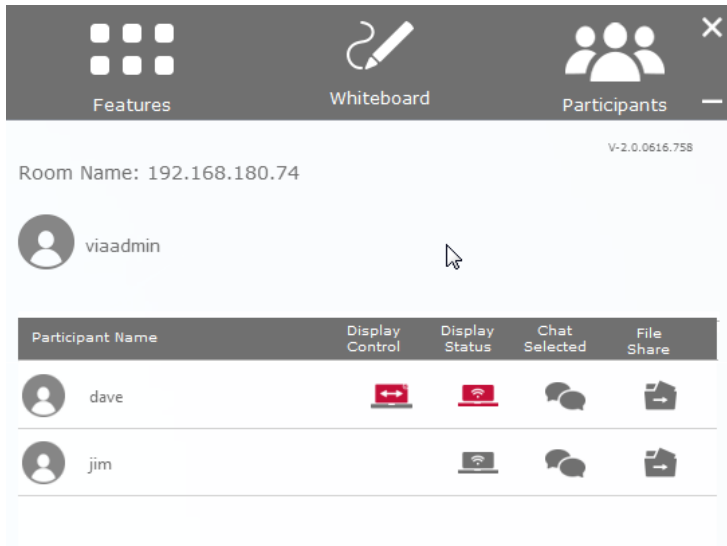 Features
Whiteboard
Participants
V-2.0.0616.758
Room Name: 192.168.180.74
viaadmin
Participant Name
Display
Control
Display
Status
Chat
Selected
File
Share
dave
jim